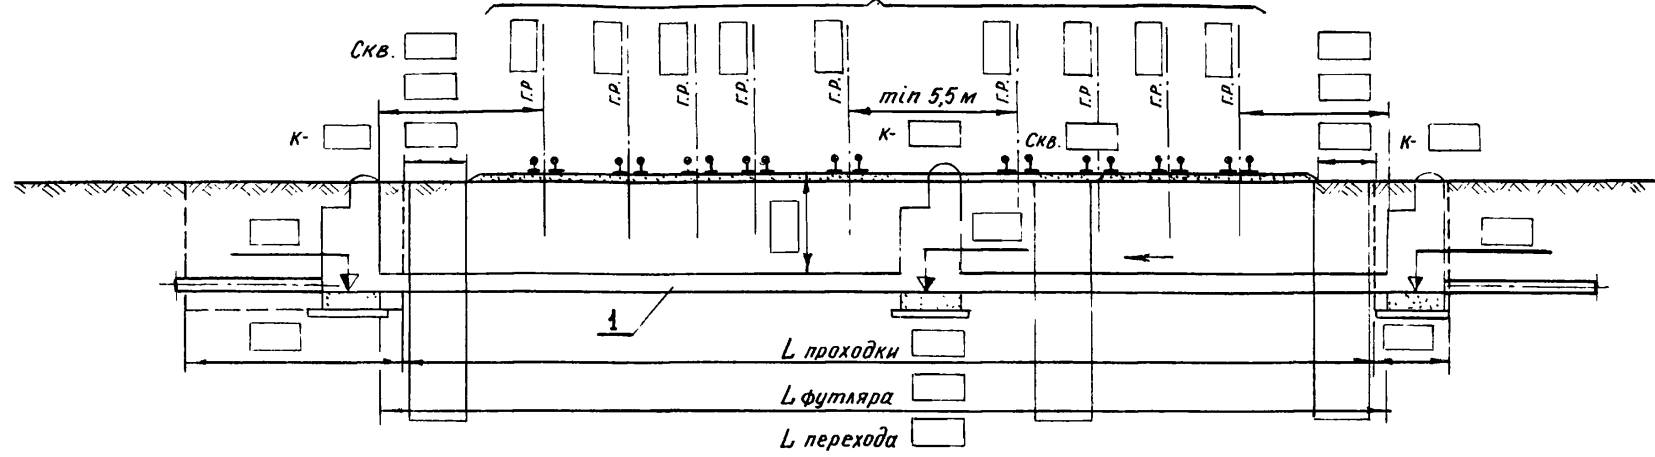 Скв.
Г.Р. Г.Р. Г.Р. Г.Р. Г.Р. Г.Р. Г.Р. Г.Р. Г.Р.
min 5,5 м
К-
К-
Скв.
К-
1
L проходки
L футляра
L перехода